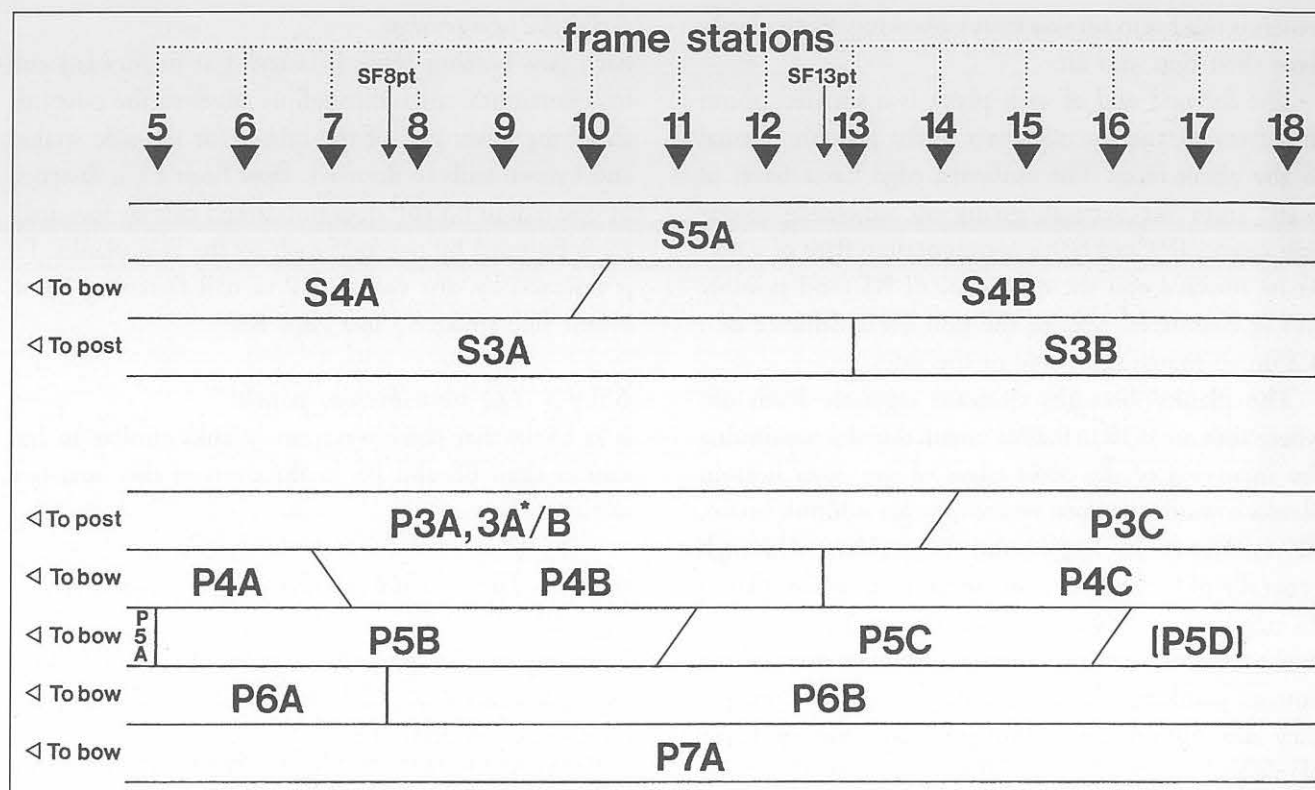 frame stations
SF8pt SF13pt
5 6 7 8 9 10 11 12 13 14 15 16 17 18
S5A
◁ To bow S4A S4B
◁ To post S3A S3B
◁ To post P3A, 3A*/B P3C
◁ To bow P4A P4B P4C
◁ To bow P5A P5B P5C (P5D)
◁ To bow P6A P6B
◁ To bow P7A